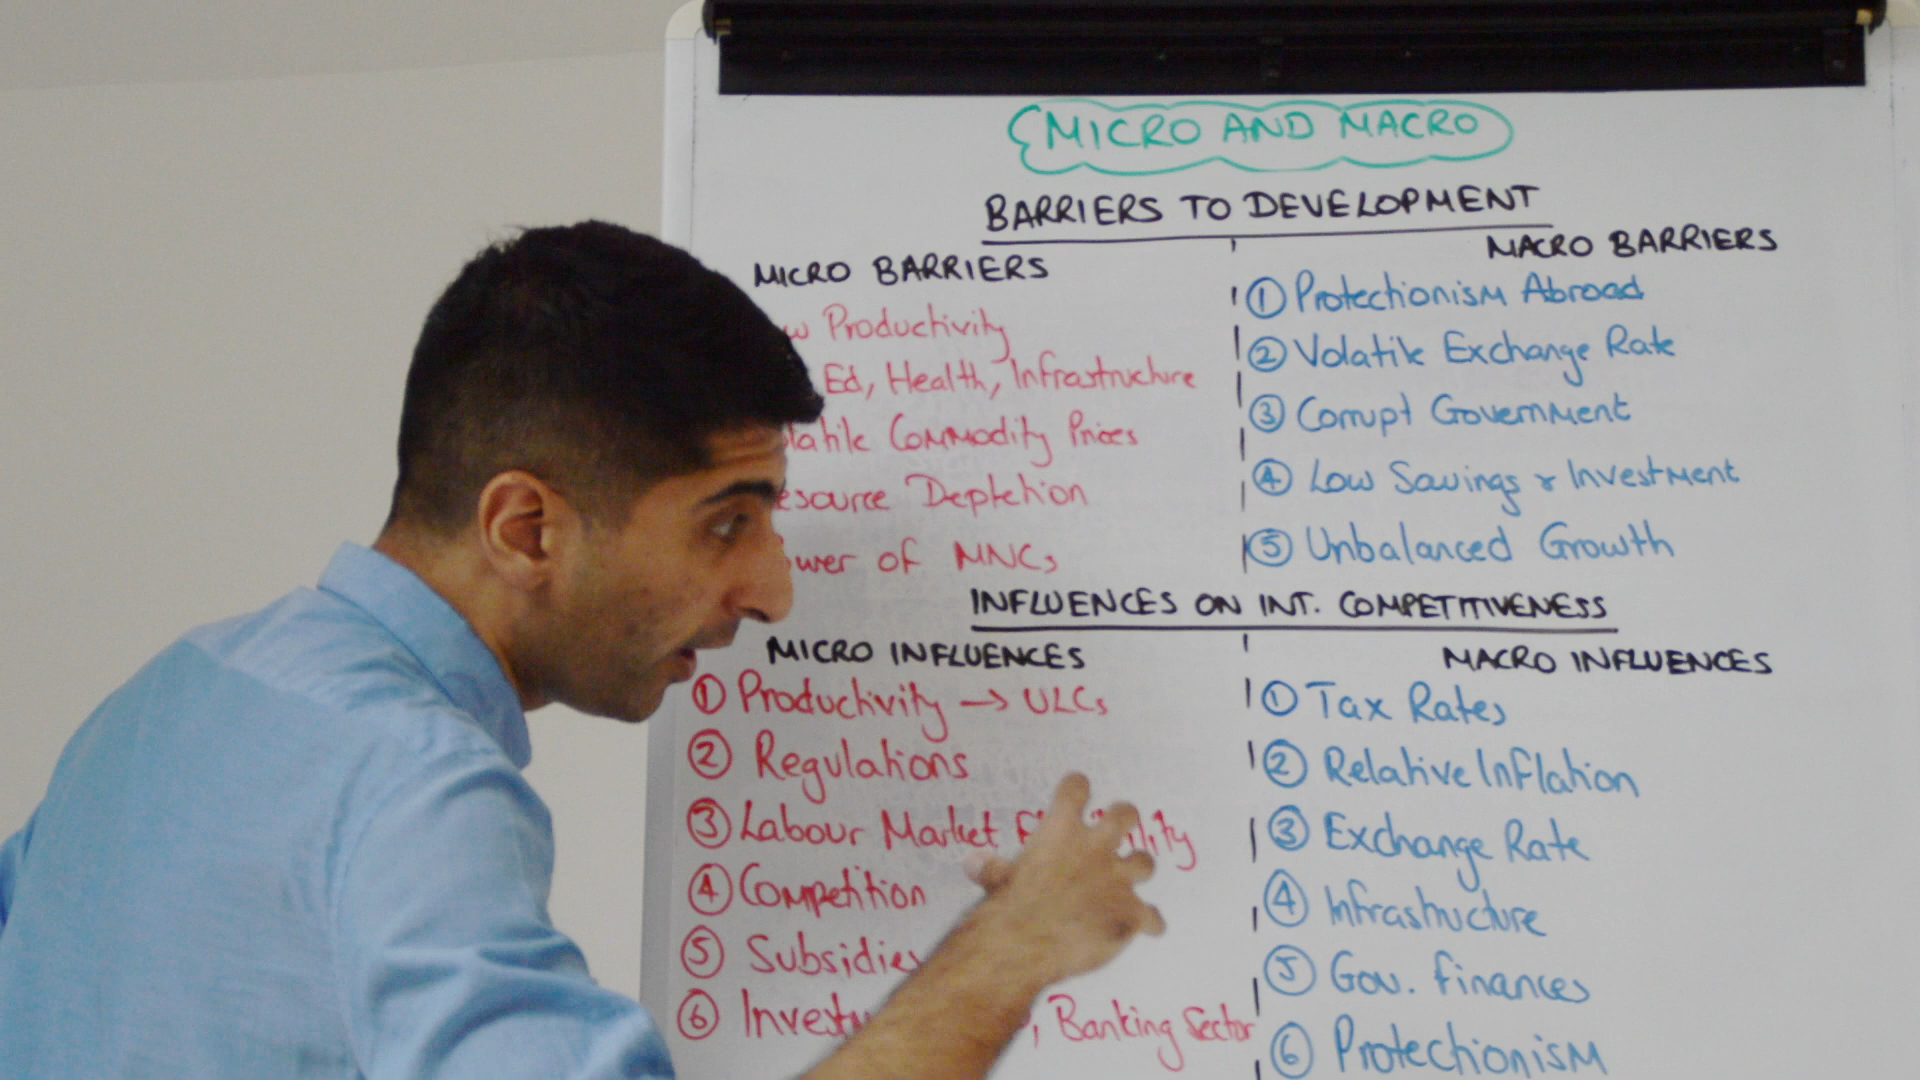 MICRO AND MACRO
BARRIERS TO DEVELOPMENT
MICRO BARRIERS
Productivity
Ed, Health, Infrastructure
Commodity Prices
Depletion
of MNCs
MACRO BARRIERS
① Protectionism Abroad
② Volatile Exchange Rate
③ Corrupt Government
④ Low Savings & Investment
⑤ Unbalanced Growth
INFLUENCES ON INT. COMPETITIVENESS
MICRO INFLUENCES
① Productivity → ULCs
② Regulations
③ Labour Market
④ Competition
⑤ Subsidies
⑥ , Banking Sector
MACRO INFLUENCES
① Tax Rates
② Relative Inflation
③ Exchange Rate
④ Infrastructure
⑤ Gov. Finances
⑥ Protectionism